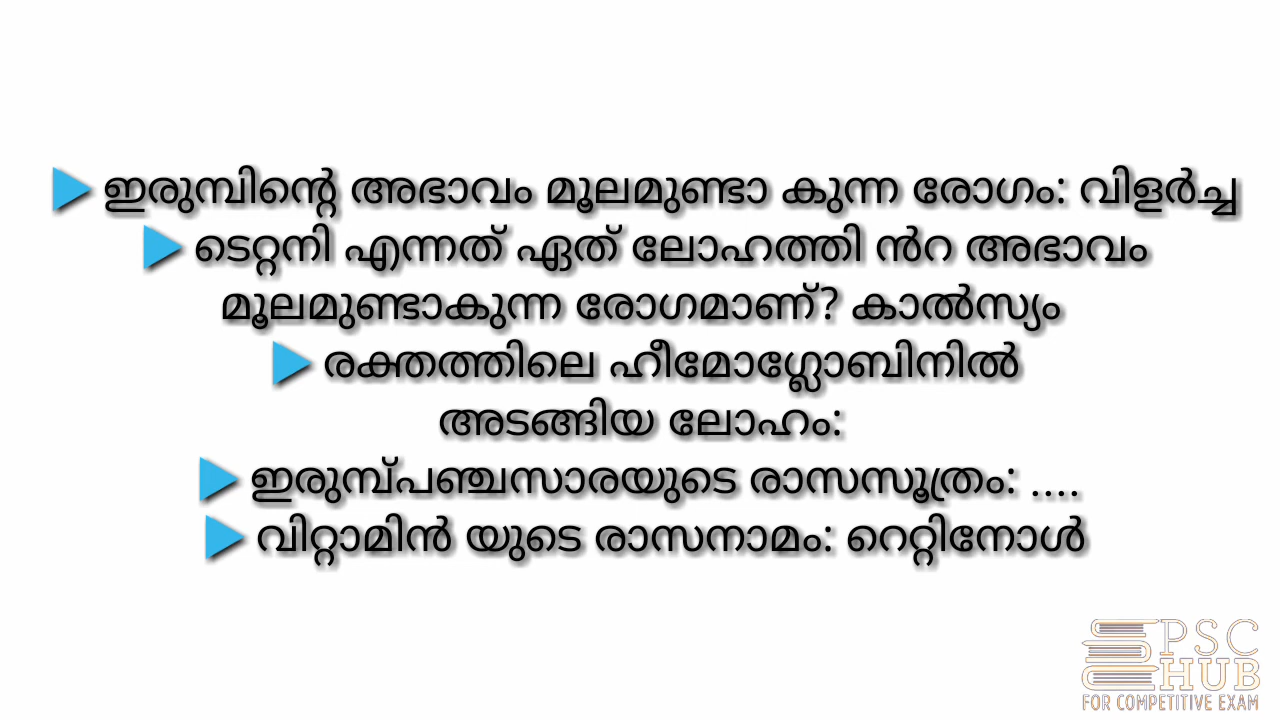 ▶ ഇരുമ്പിന്റെ അഭാവം മൂലമുണ്ടാ കുന്ന രോഗം: വിളർച്ച
▶ ടെറ്റനി എന്നത് ഏത് ലോഹത്തി ൻറ അഭാവം
മൂലമുണ്ടാകുന്ന രോഗമാണ്? കാൽസ്യം
▶ രക്തത്തിലെ ഹീമോഗ്ലോബിനിൽ
അടങ്ങിയ ലോഹം:
▶ ഇരുമ്പ്പഞ്ചസാരയുടെ രാസസൂത്രം: ....
▶ വിറ്റാമിൻ യുടെ രാസനാമം: റെറ്റിനോൾ
PSC
HUB
FOR COMPETITIVE EXAM